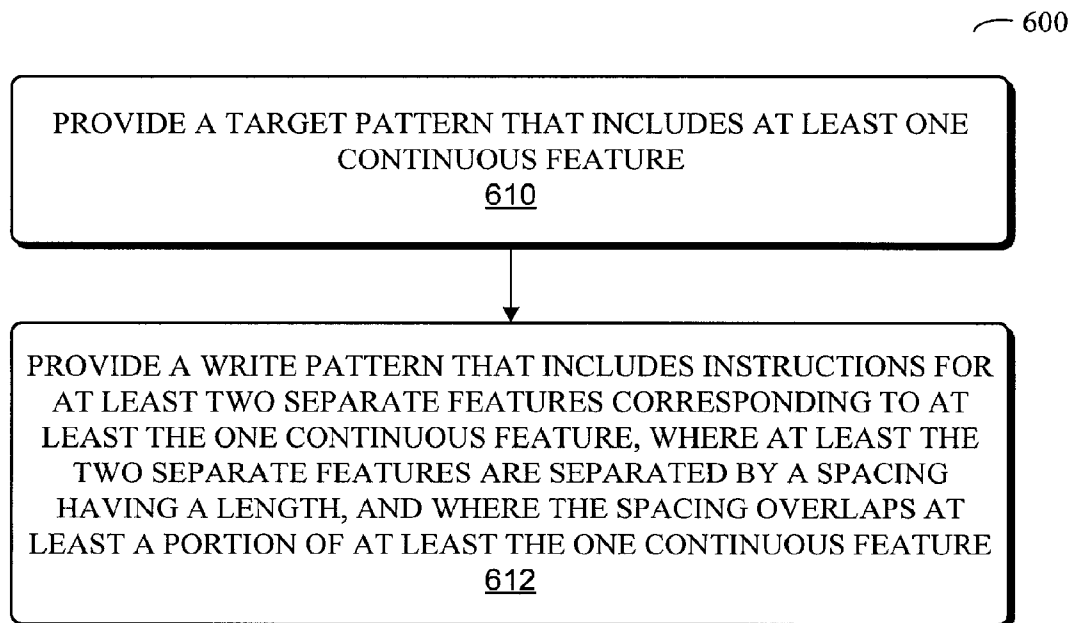 600
PROVIDE A TARGET PATTERN THAT INCLUDES AT LEAST ONE
CONTINUOUS FEATURE
610
PROVIDE A WRITE PATTERN THAT INCLUDES INSTRUCTIONS FOR
AT LEAST TWO SEPARATE FEATURES CORRESPONDING TO AT
LEAST THE ONE CONTINUOUS FEATURE, WHERE AT LEAST THE
TWO SEPARATE FEATURES ARE SEPARATED BY A SPACING
HAVING A LENGTH, AND WHERE THE SPACING OVERLAPS AT
LEAST A PORTION OF AT LEAST THE ONE CONTINUOUS FEATURE
612